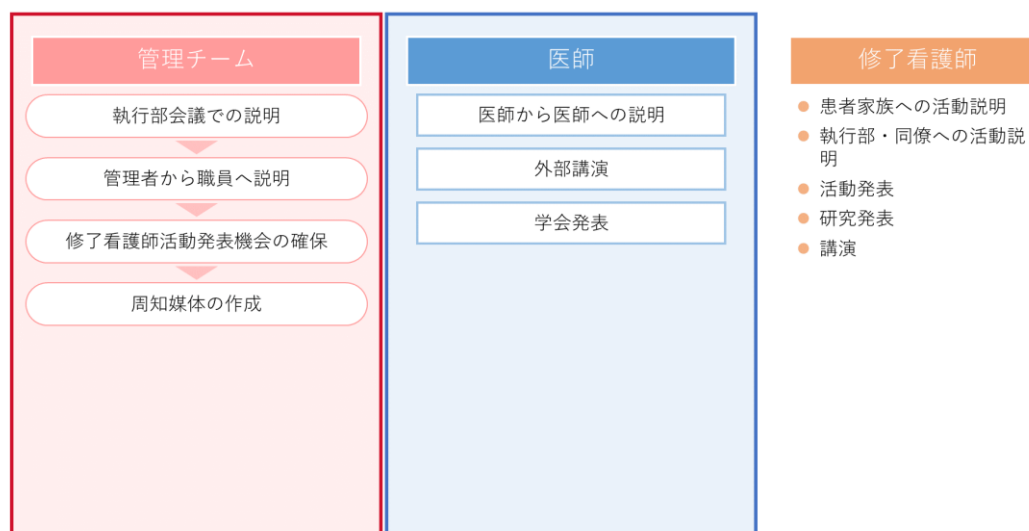 管理チーム
執行部会議での説明
管理者から職員へ説明
修了看護師活動発表機会の確保
周知媒体の作成
医師
医師から医師への説明
外部講演
学会発表
修了看護師
患者家族への活動説明
執行部・同僚への活動説
明
活動発表
研究発表
講演